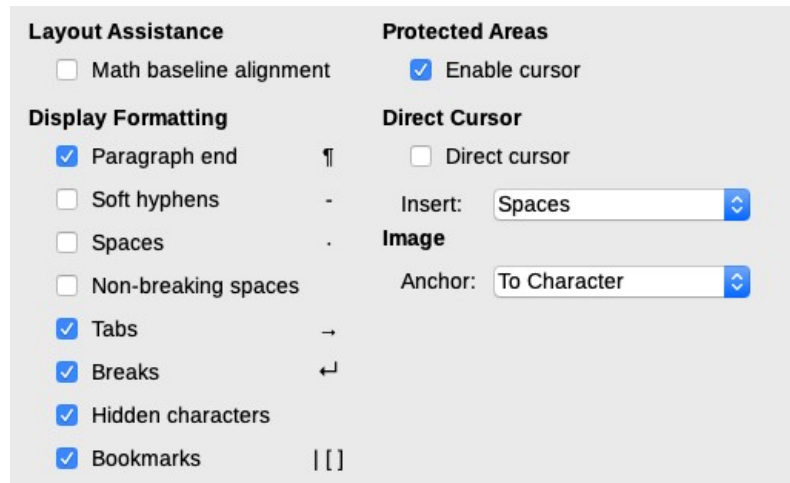 Layout Assistance
Math baseline alignment
Display Formatting
Paragraph end ¶
Soft hyphens -
Spaces ·
Non-breaking spaces
Tabs →
Breaks ↵
Hidden characters
Bookmarks |[]
Protected Areas
Enable cursor
Direct Cursor
Direct cursor
Insert: Spaces
Image
Anchor: To Character